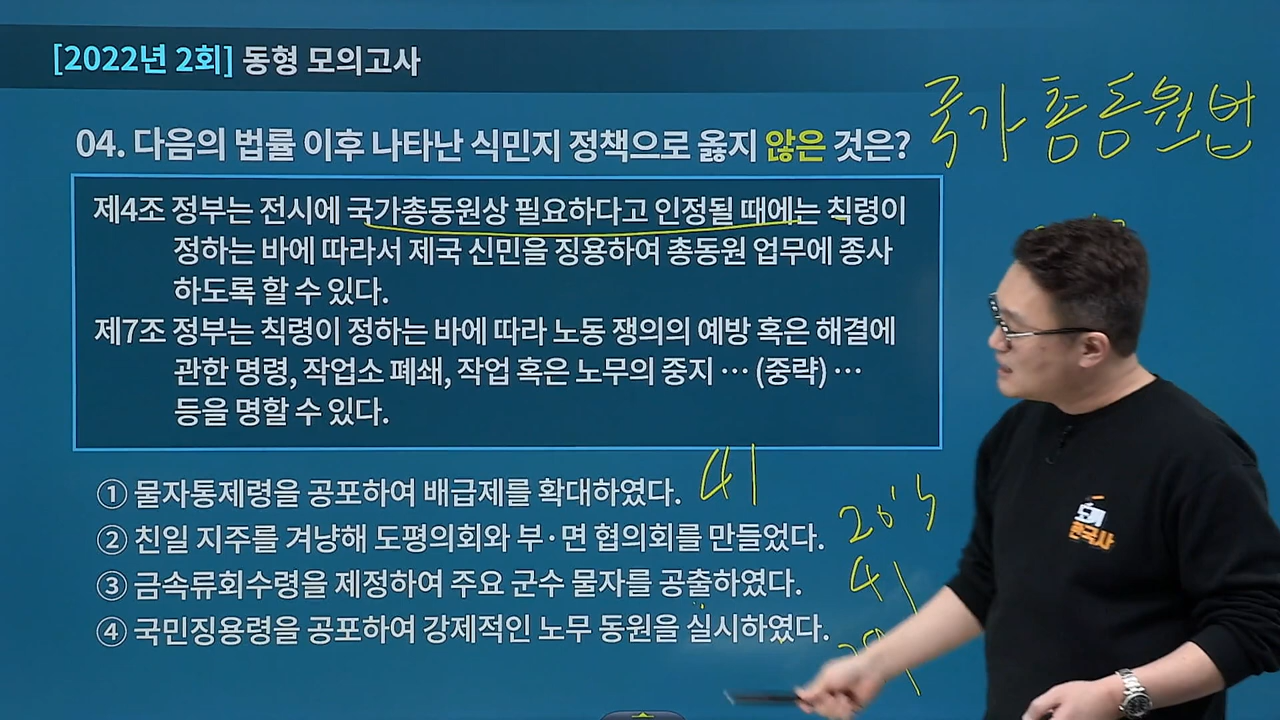 [2022년 2회] 동형 모의고사
국가총동원법
04. 다음의 법률 이후 나타난 식민지 정책으로 옳지 않은 것은?
제4조 정부는 전시에 국가총동원상 필요하다고 인정될 때에는 칙령이
정하는 바에 따라서 제국 신민을 징용하여 총동원 업무에 종사
하도록 할 수 있다.
제7조 정부는 칙령이 정하는 바에 따라 노동 쟁의의 예방 혹은 해결에
관한 명령, 작업소 폐쇄, 작업 혹은 노무의 중지 … (중략) …
등을 명할 수 있다.
① 물자통제령을 공포하여 배급제를 확대하였다. 41
② 친일 지주를 겨냥해 도평의회와 부·면 협의회를 만들었다. 20's
③ 금속류회수령을 제정하여 주요 군수 물자를 공출하였다. 41
④ 국민징용령을 공포하여 강제적인 노무 동원을 실시하였다.
한국사